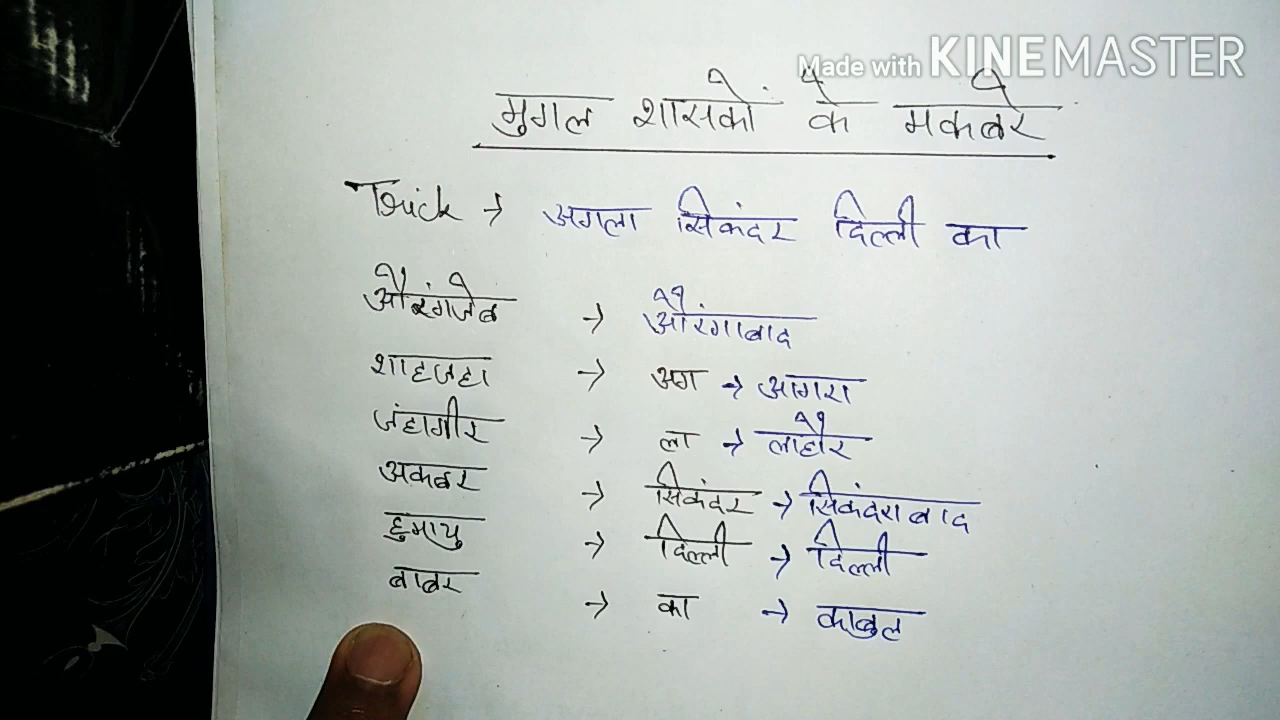 Made with KINEMASTER
मुगल शासकों के मकबरे
Trick → अगला सिकंदर दिल्ली का
औरंगजेब → औरंगाबाद
शाहजहा → अग → आगरा
जंहागीर → ला → लाहौर
अकबर → सिकंदर → सिकंदराबाद
हुमायु → दिल्ली → दिल्ली
बाबर → का → काबुल